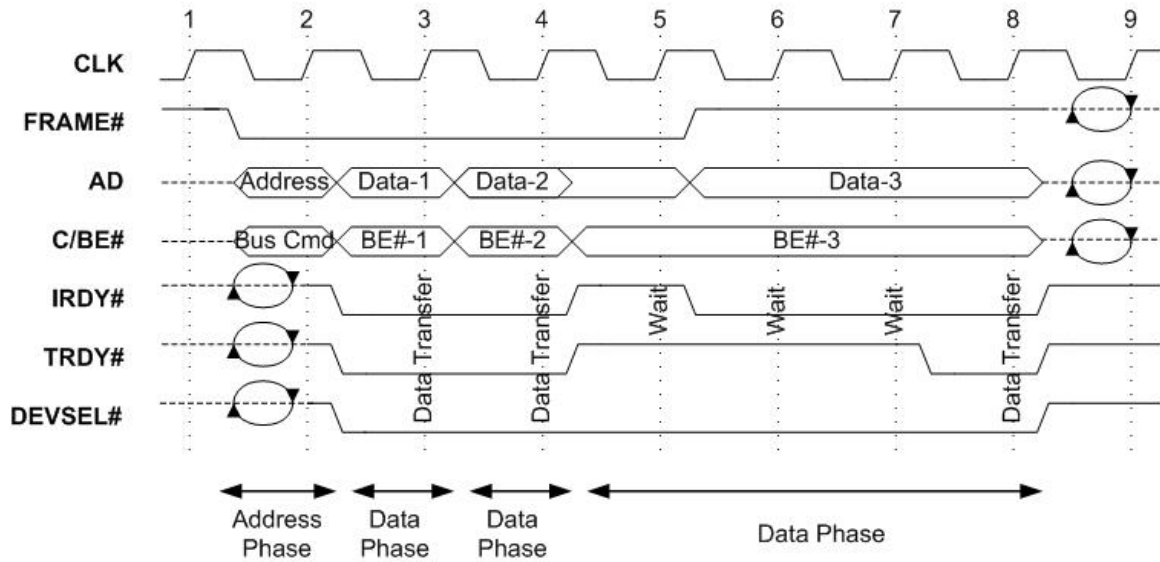 1 2 3 4 5 6 7 8 9
CLK
FRAME#
AD Address Data-1 Data-2 Data-3
C/BE# Bus Cmd BE#-1 BE#-2 BE#-3
IRDY#
TRDY#
DEVSEL#
Data Transfer
Data Transfer
Wait
Wait
Wait
Data Transfer
Address Data Data Data Phase
Phase Phase Phase